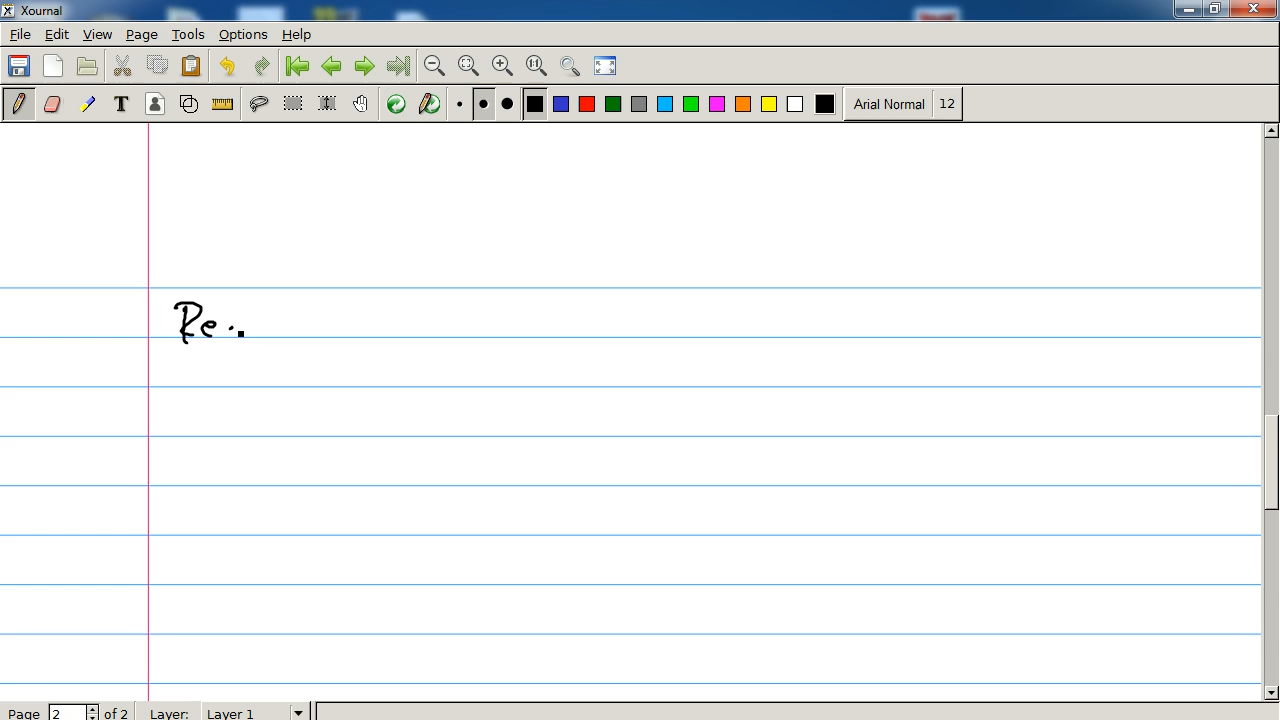 Xournal
File Edit View Page Tools Options Help
Arial Normal 12
Re
Page 2 of 2 Layer: Layer 1